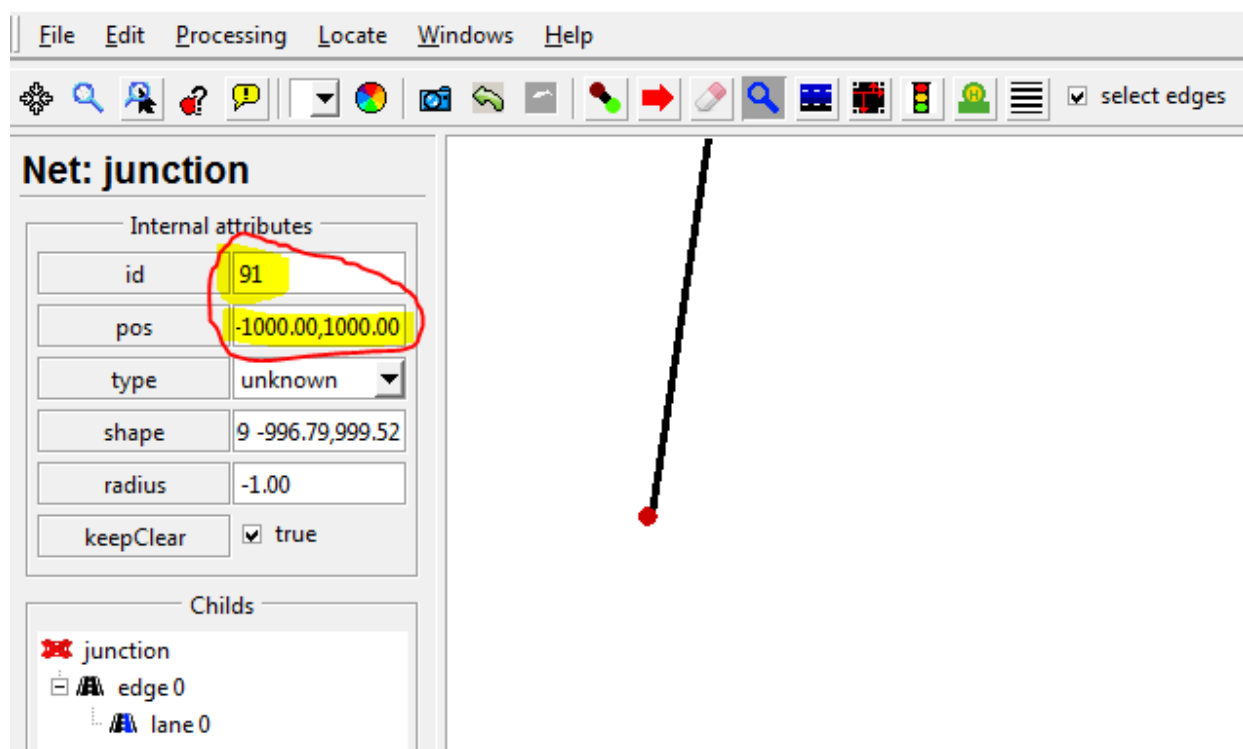 File Edit Processing Locate Windows Help
select edges
Net: junction
Internal attributes
id 91
pos -1000.00,1000.00
type unknown
shape 9 -996.79,999.52
radius -1.00
keepClear true
Childs
junction
edge 0
lane 0